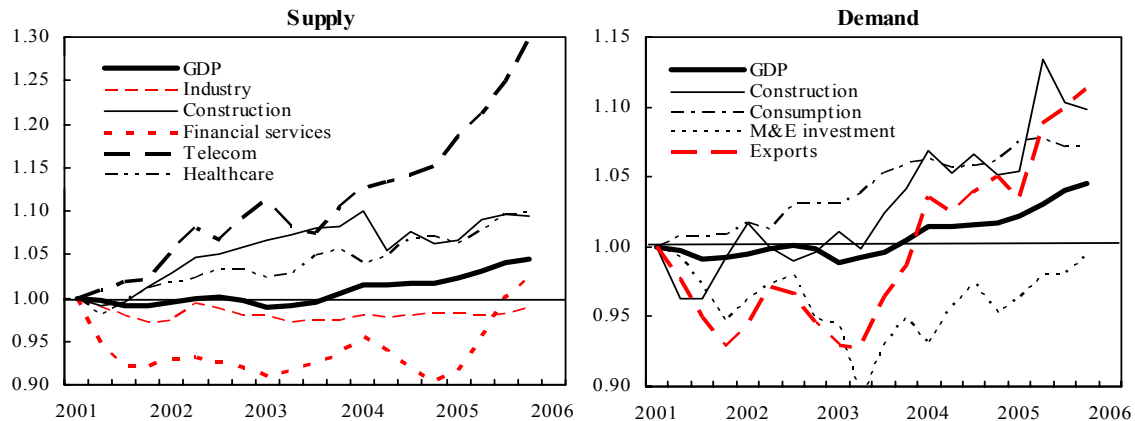 Supply
1.30
1.25
1.20
1.15
1.10
1.05
1.00
0.95
0.90
GDP
Industry
Construction
Financial services
Telecom
Healthcare
2001 2002 2003 2004 2005 2006
Demand
1.15
1.10
1.05
1.00
0.95
0.90
GDP
Construction
Consumption
M&E investment
Exports
2001 2002 2003 2004 2005 2006